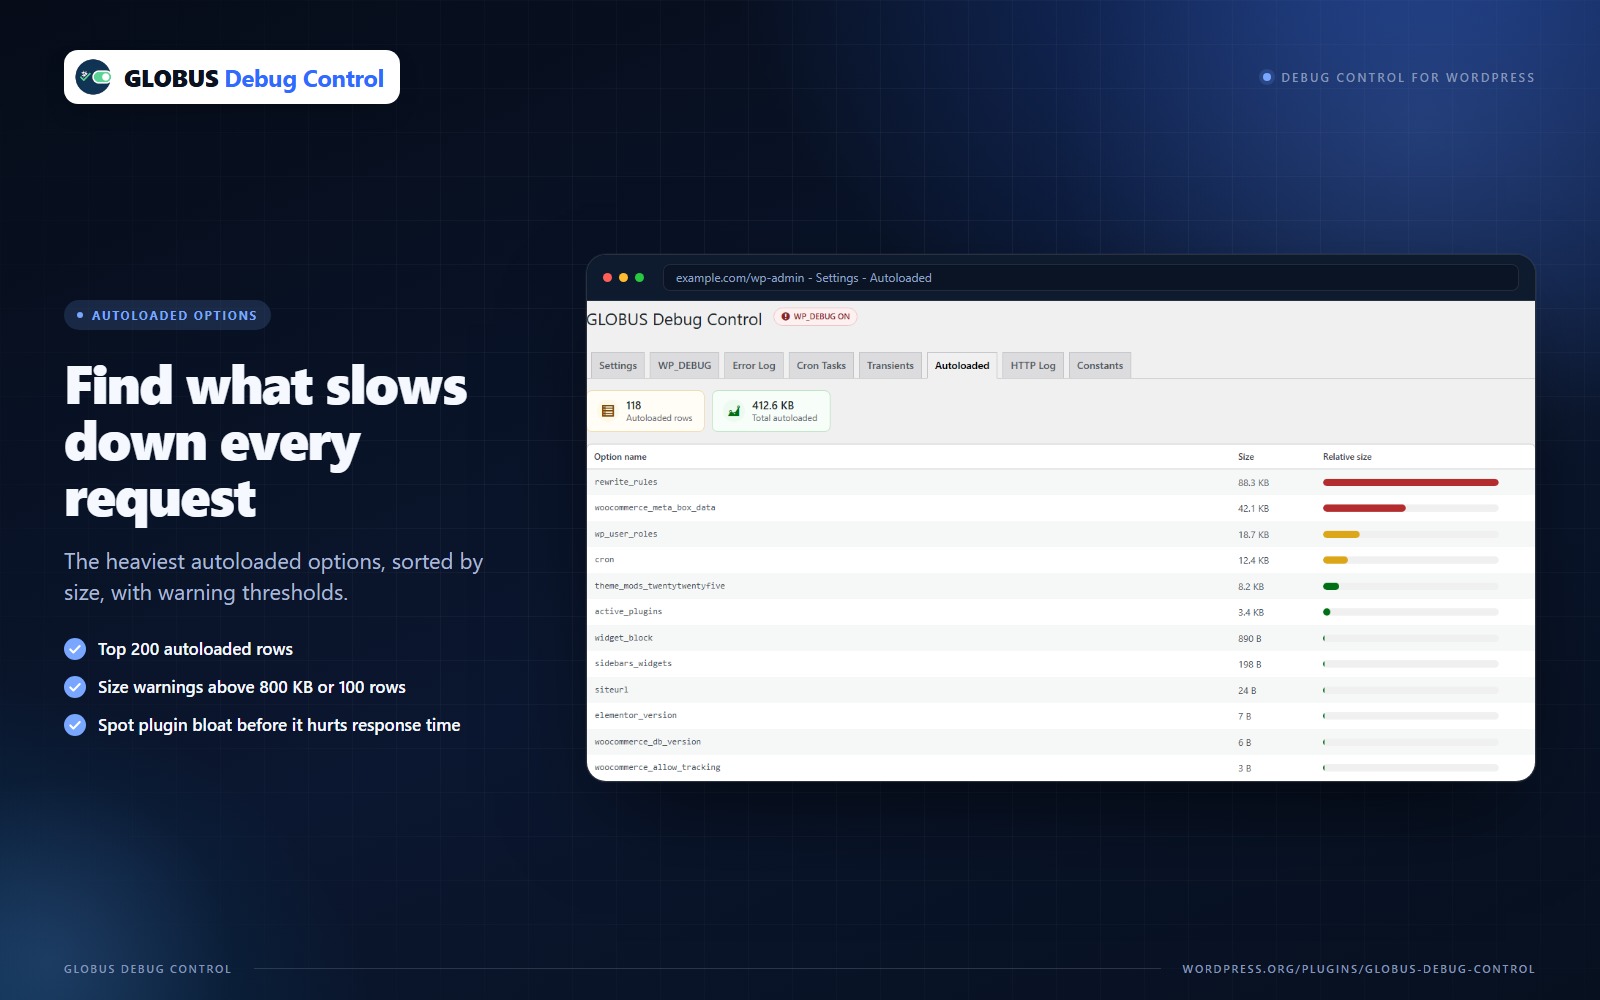 GLOBUS Debug Control
DEBUG CONTROL FOR WORDPRESS
AUTOLOADED OPTIONS
Find what slows
down every
request
The heaviest autoloaded options, sorted by
size, with warning thresholds.
Top 200 autoloaded rows
Size warnings above 800 KB or 100 rows
Spot plugin bloat before it hurts response time
example.com/wp-admin - Settings - Autoloaded
GLOBUS Debug Control WP_DEBUG ON
Settings WP_DEBUG Error Log Cron Tasks Transients Autoloaded HTTP Log Constants
118 412.6 KB
Autoloaded rows Total autoloaded
Option name Size Relative size
rewrite_rules 88.3 KB
woocommerce_meta_box_data 42.1 KB
wp_user_roles 18.7 KB
cron 12.4 KB
theme_mods_twentytwentyfive 8.2 KB
active_plugins 3.4 KB
widget_block 890 B
sidebars_widgets 198 B
siteurl 24 B
elementor_version 7 B
woocommerce_db_version 6 B
woocommerce_allow_tracking 3 B
GLOBUS DEBUG CONTROL WORDPRESS.ORG/PLUGINS/GLOBUS-DEBUG-CONTROL